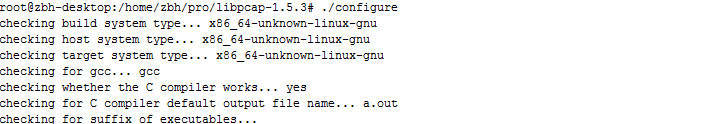 root@zbh-desktop:/home/zbh/pro/libpcap-1.5.3# ./configure
checking build system type... x86_64-unknown-linux-gnu
checking host system type... x86_64-unknown-linux-gnu
checking target system type... x86_64-unknown-linux-gnu
checking for gcc... gcc
checking whether the C compiler works... yes
checking for C compiler default output file name... a.out
checking for suffix of executables...